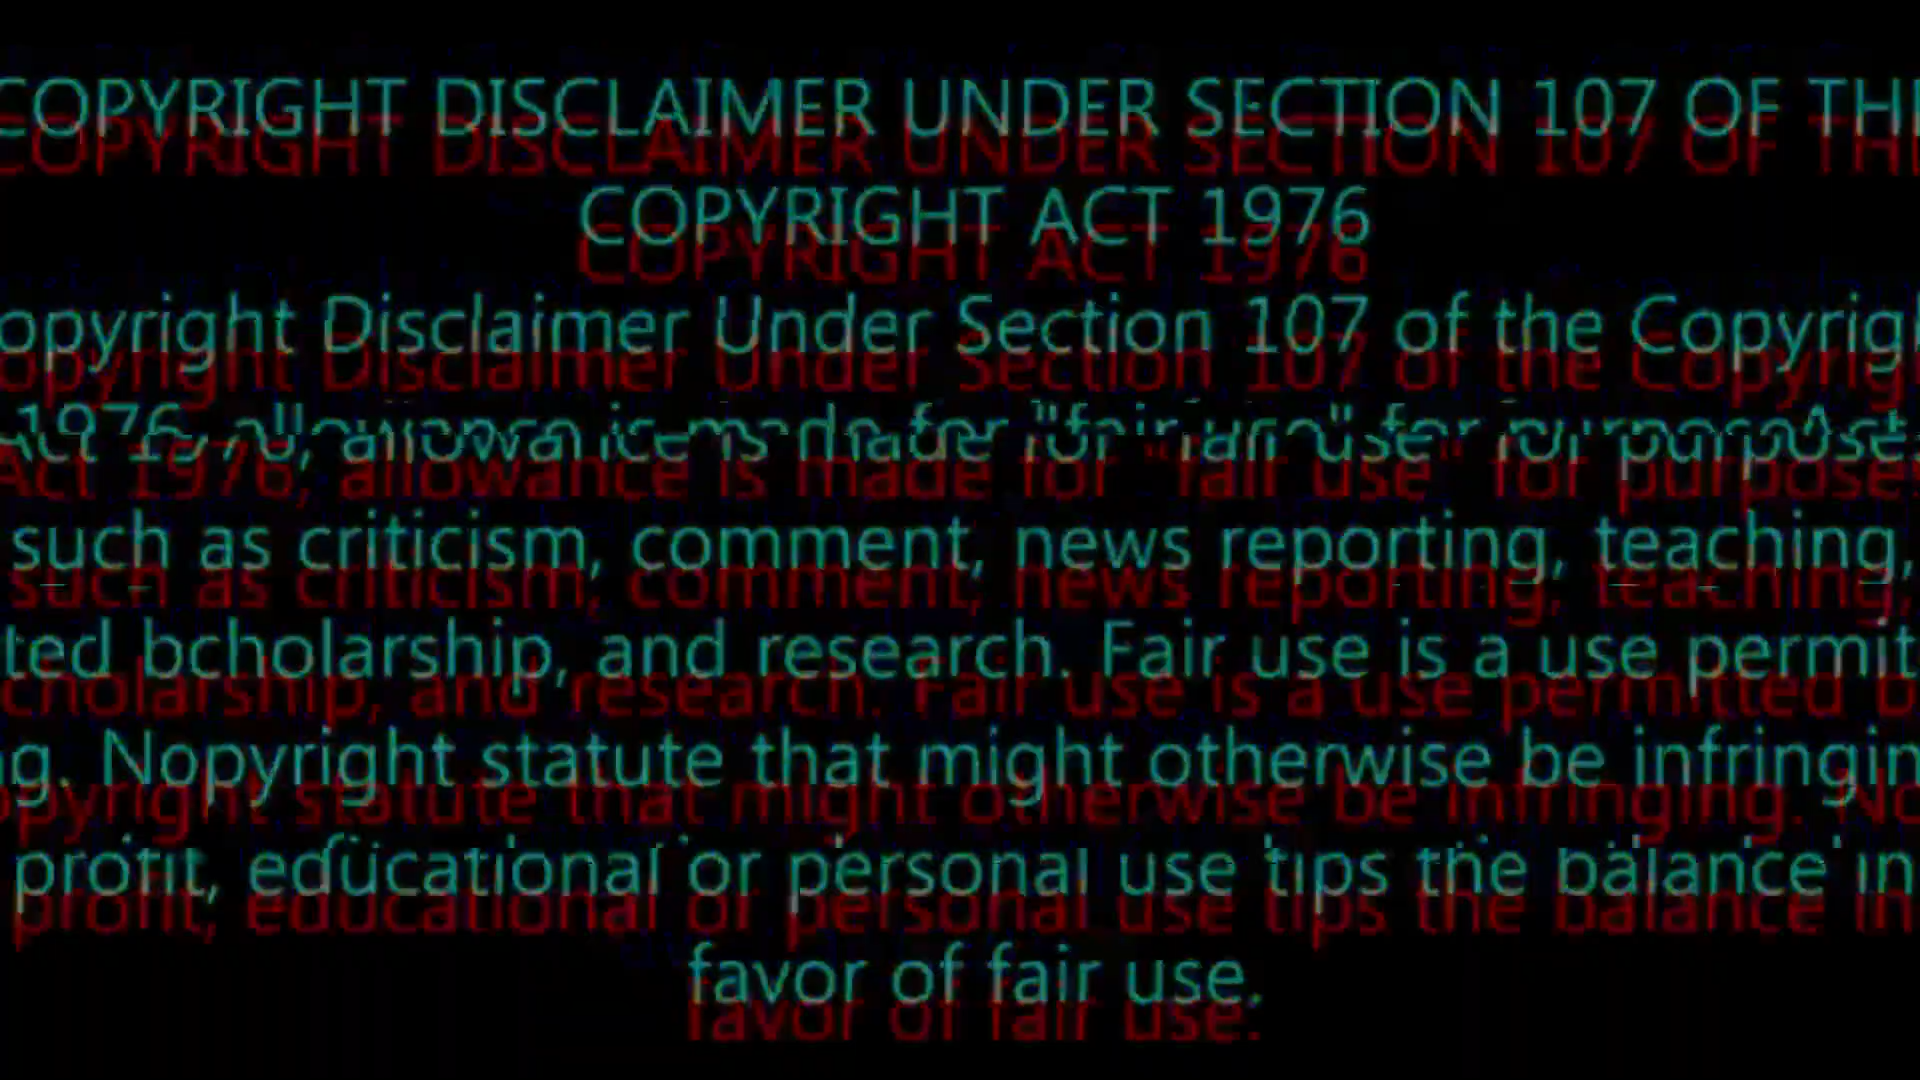 COPYRIGHT DISCLAIMER UNDER SECTION 107 OF THE
COPYRIGHT ACT 1976
opyright Disclaimer Under Section 107 of the Copyrigh
Act 1976, allowance is made for "fair use" for purposes
such as criticism, comment, news reporting, teaching,
ted bcholarship, and research. Fair use is a use permit
ng. Nopyright statute that might otherwise be infringin
profit, educational or personal use tips the balance in
favor of fair use.